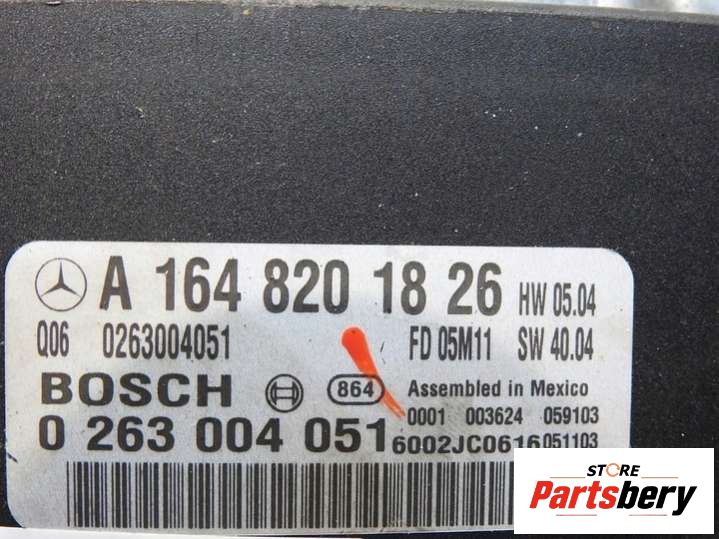 A 164 820 18 26 HW 05.04
Q06 0263004051 FD 05M11 SW 40.04
BOSCH 864 Assembled in Mexico
0001 003624 059103
0 263 004 051 6002JC0616 051103
STORE
Partsbery